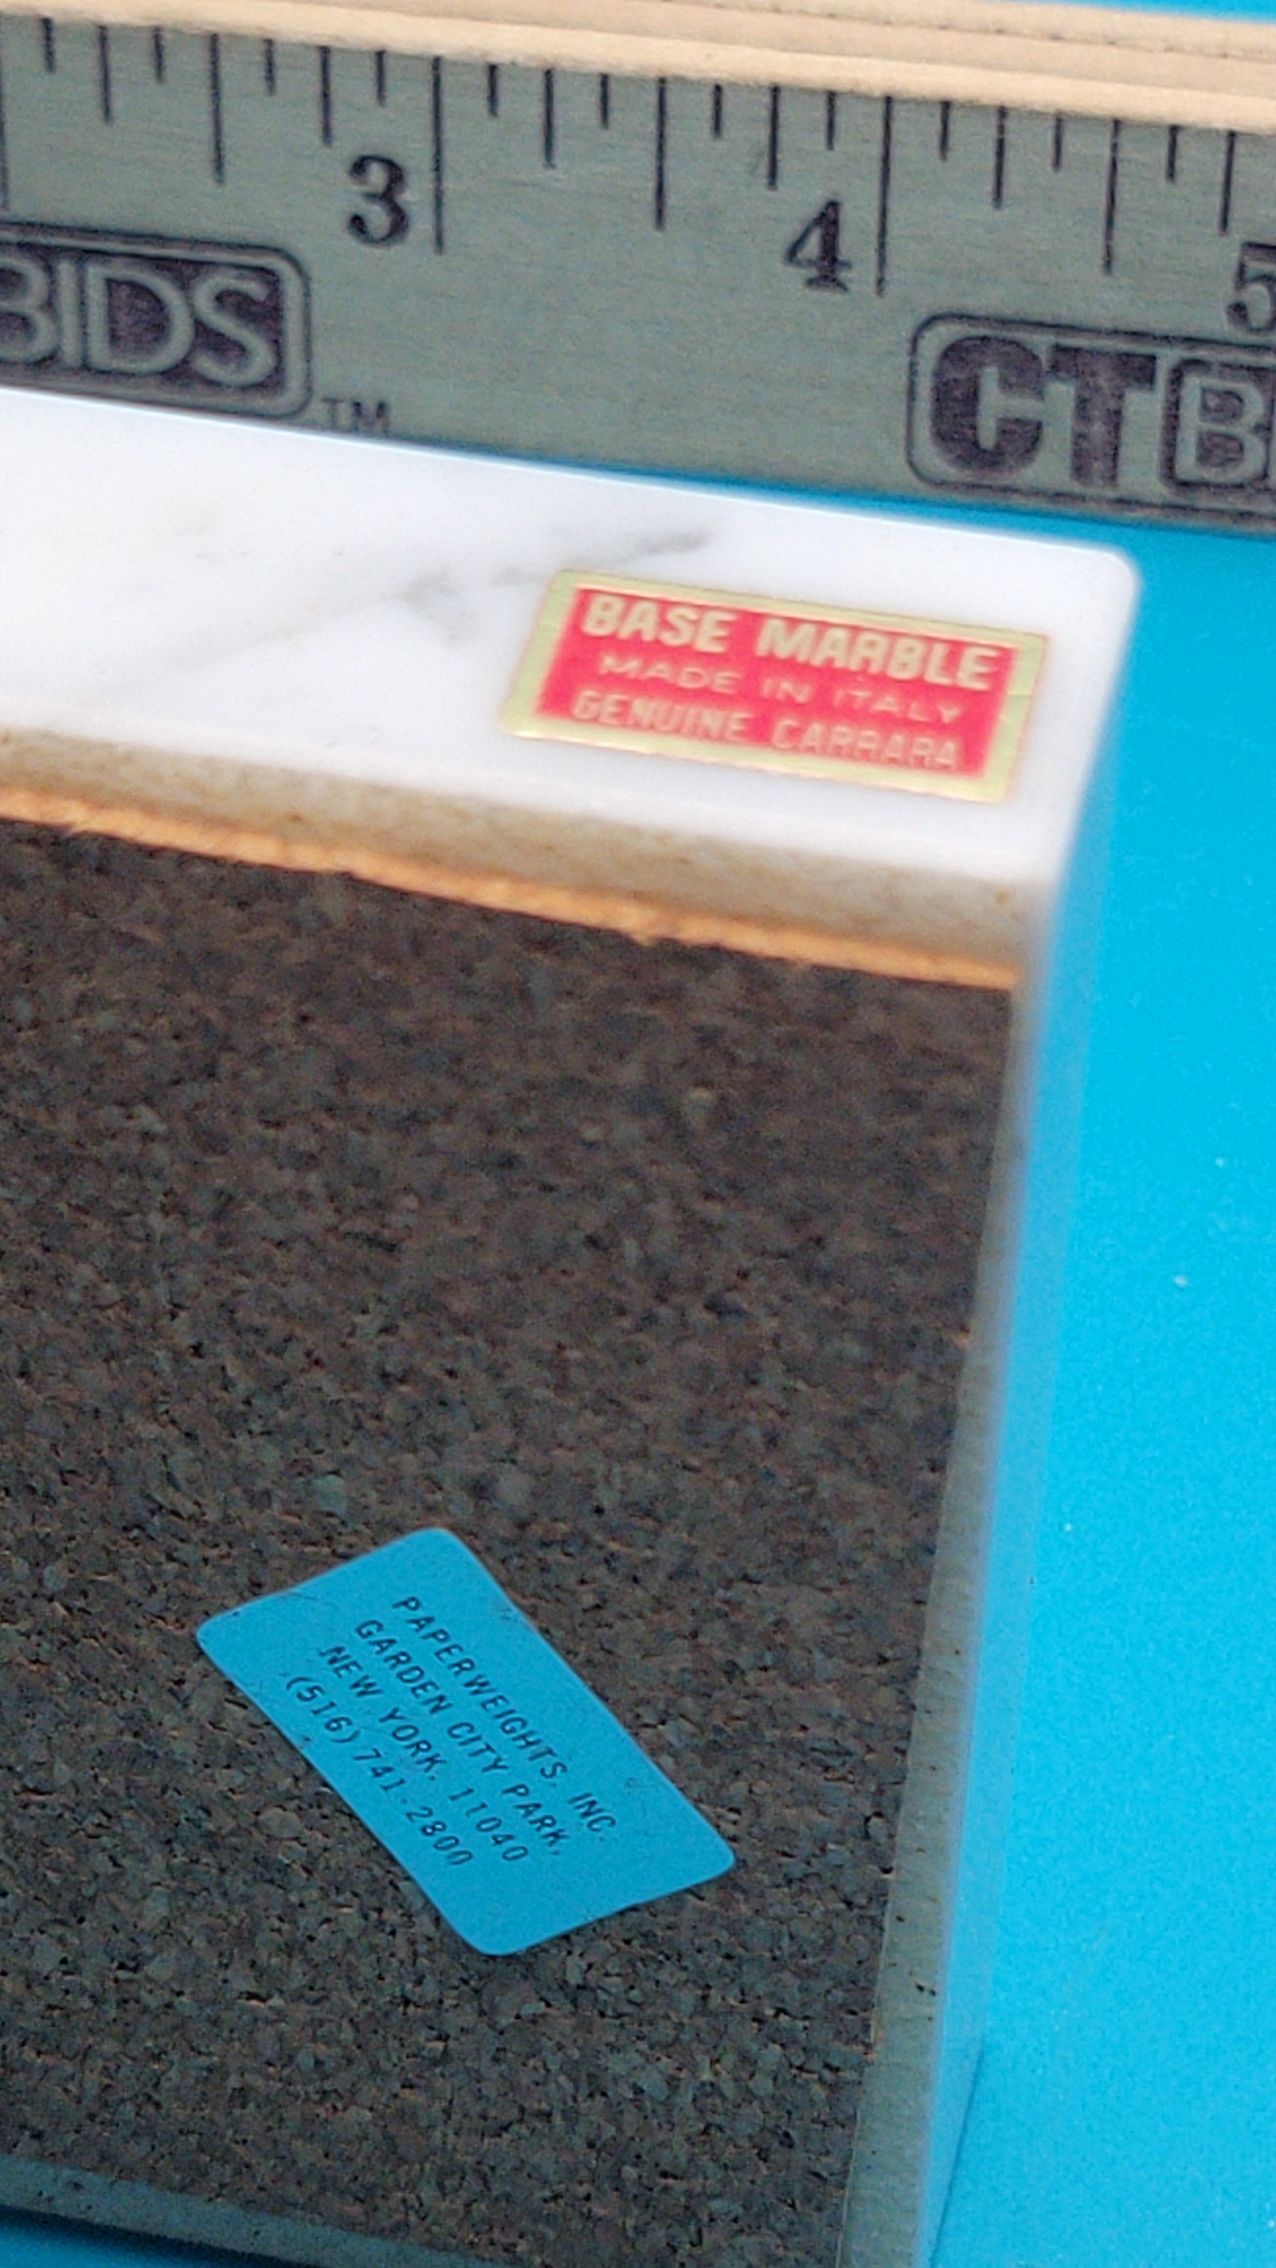 3
4
5
BIDS
TM
CTB
BASE MARBLE
MADE IN ITALY
GENUINE CARRARA
PAPERWEIGHTS, INC.
GARDEN CITY PARK,
NEW YORK, 11040
(516) 741-2800